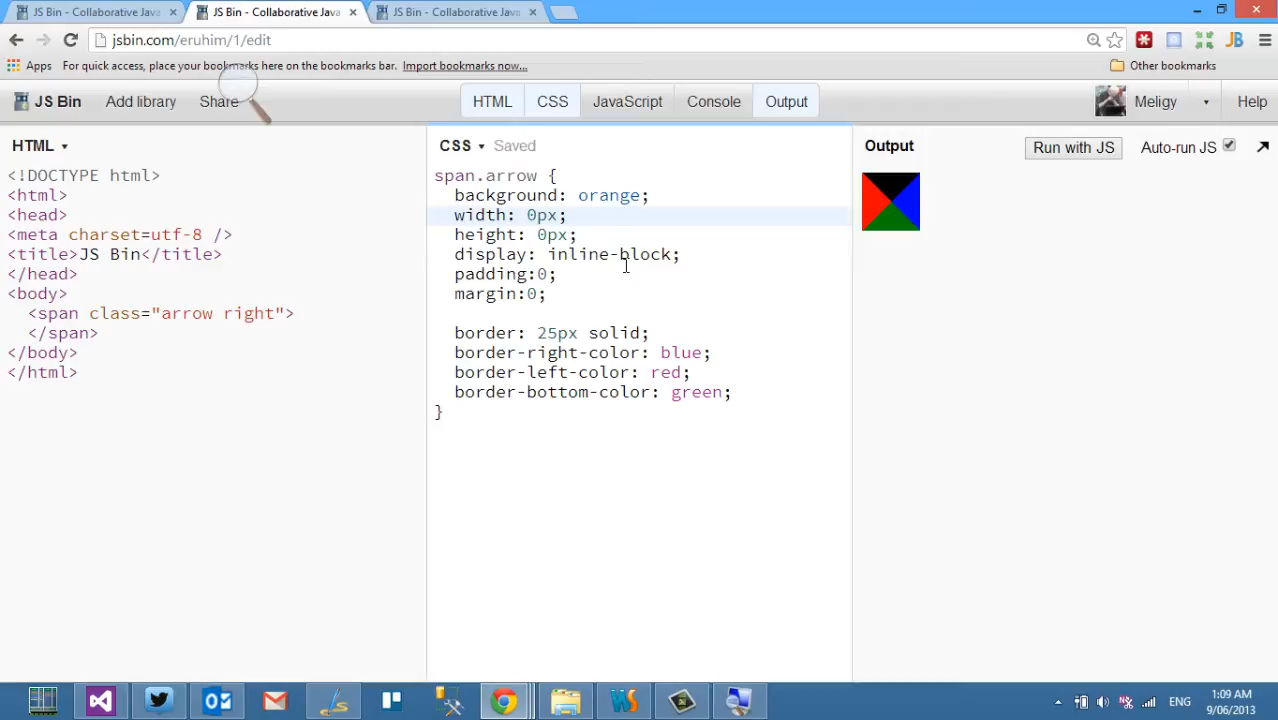 JS Bin - Collaborative Java
JS Bin - Collaborative Java
JS Bin - Collaborative Java
jsbin.com/eruhim/1/edit
Apps For quick access, place your bookmarks here on the bookmarks bar. Import bookmarks now... Other bookmarks
JS Bin Add library Share HTML CSS JavaScript Console Output Meligy Help
HTML
<!DOCTYPE html>
<html>
<head>
<meta charset=utf-8 />
<title>JS Bin</title>
</head>
<body>
<span class="arrow right">
</span>
</body>
</html>
CSS Saved
span.arrow {
background: orange;
width: 0px;
height: 0px;
display: inline-block;
padding:0;
margin:0;
border: 25px solid;
border-right-color: blue;
border-left-color: red;
border-bottom-color: green;
}
Output Run with JS Auto-run JS
ENG
1:09 AM
9/06/2013